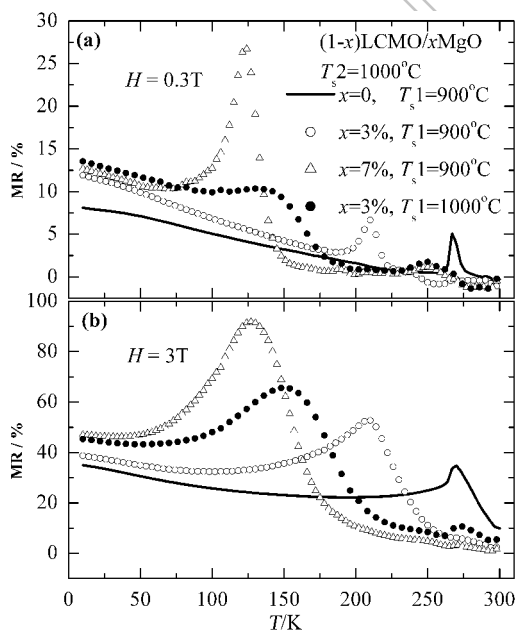 (a)
(1-x)LCMO/xMgO
T_s2=1000°C
H = 0.3T
x=0, T_s1=900°C
x=3%, T_s1=900°C
x=7%, T_s1=900°C
x=3%, T_s1=1000°C
MR / %
30
25
20
15
10
5
0
(b)
H = 3T
MR / %
100
80
60
40
20
0
0 50 100 150 200 250 300
T/K